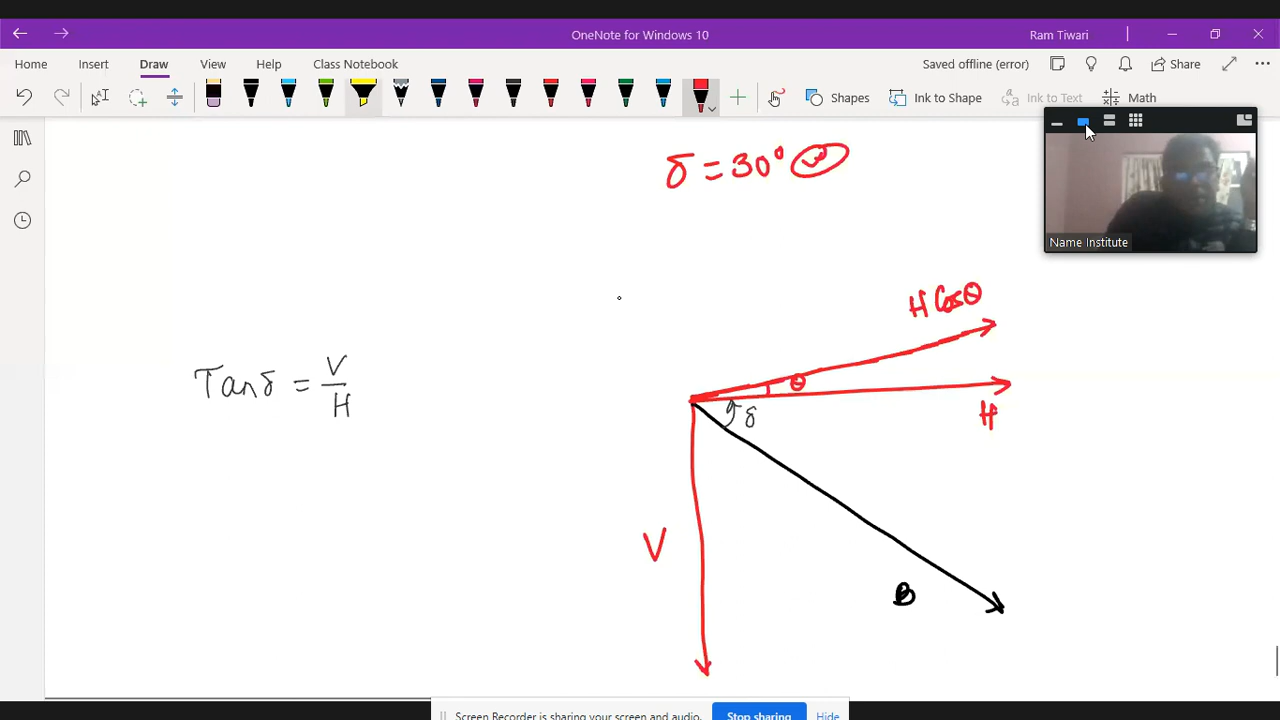 OneNote for Windows 10
Ram Tiwari
Home Insert Draw View Help Class Notebook
Saved offline (error)
Share
Shapes
Ink to Shape
Ink to Text
Math
δ = 30°
Name Institute
H Cosθ
θ
Tanδ = V/H
δ
H
V
B
Screen Recorder is sharing your screen and audio.
Stop sharing
Hide